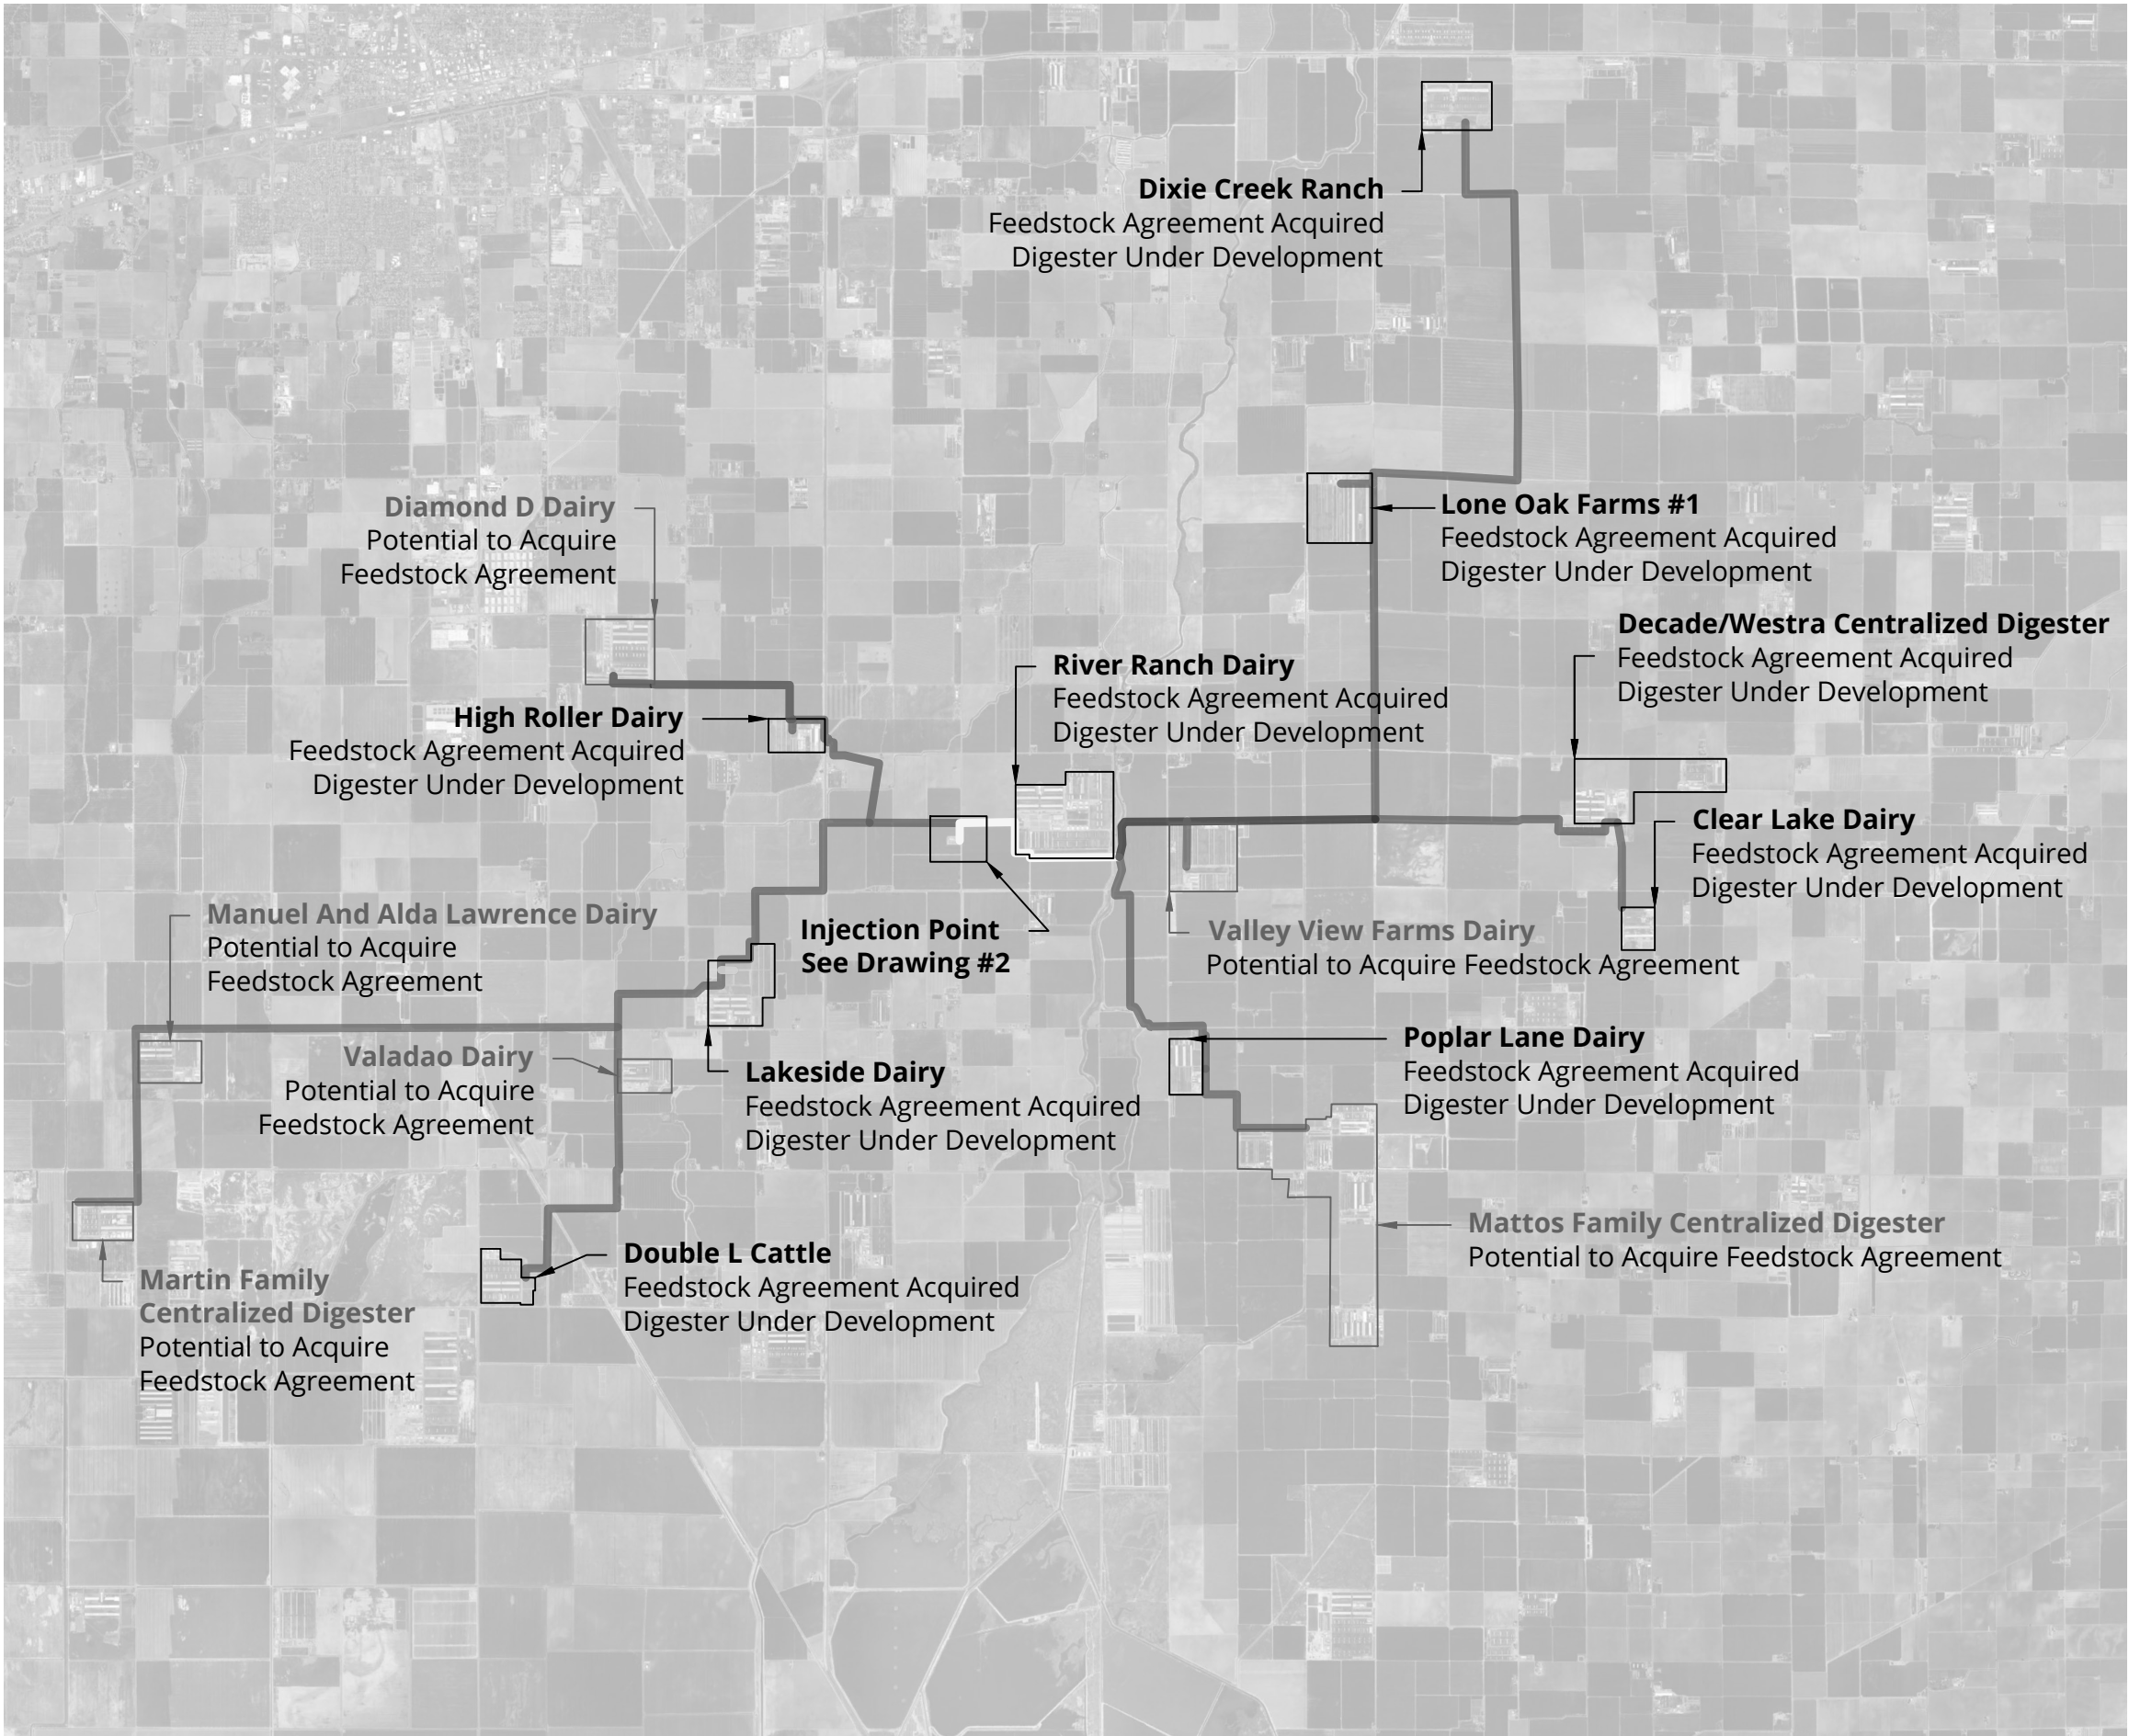 Dixie Creek Ranch
Feedstock Agreement Acquired
Digester Under Development
Diamond D Dairy
Potential to Acquire
Feedstock Agreement
Lone Oak Farms #1
Feedstock Agreement Acquired
Digester Under Development
Decade/Westra Centralized Digester
Feedstock Agreement Acquired
Digester Under Development
River Ranch Dairy
Feedstock Agreement Acquired
Digester Under Development
High Roller Dairy
Feedstock Agreement Acquired
Digester Under Development
Clear Lake Dairy
Feedstock Agreement Acquired
Digester Under Development
Manuel And Alda Lawrence Dairy
Potential to Acquire
Feedstock Agreement
Injection Point
See Drawing #2
Valley View Farms Dairy
Potential to Acquire Feedstock Agreement
Valadao Dairy
Potential to Acquire
Feedstock Agreement
Lakeside Dairy
Feedstock Agreement Acquired
Digester Under Development
Poplar Lane Dairy
Feedstock Agreement Acquired
Digester Under Development
Mattos Family Centralized Digester
Potential to Acquire Feedstock Agreement
Martin Family
Centralized Digester
Potential to Acquire
Feedstock Agreement
Double L Cattle
Feedstock Agreement Acquired
Digester Under Development